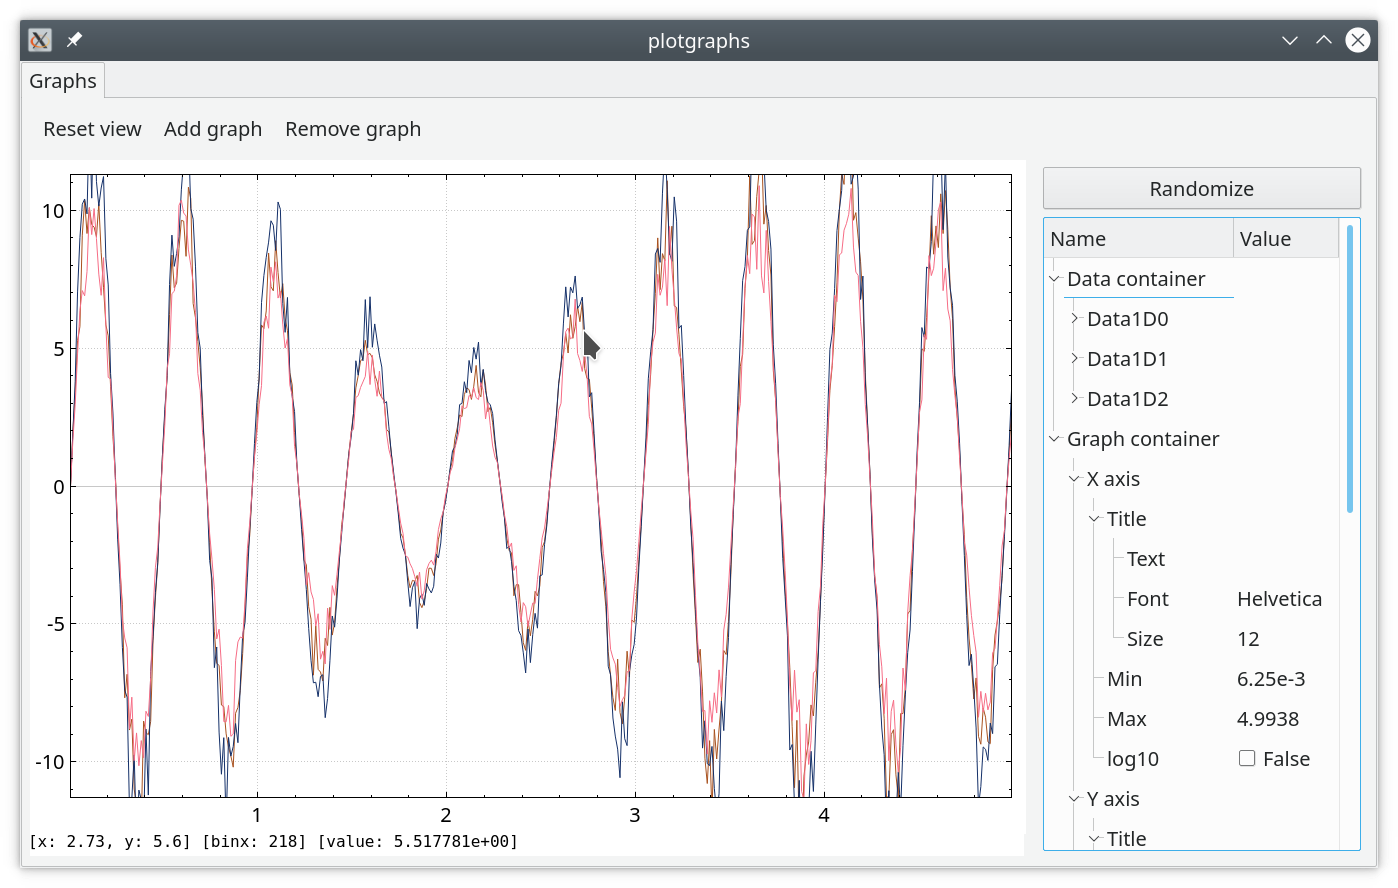 plotgraphs
Graphs
Reset view Add graph Remove graph
10
5
0
-5
-10
1 2 3 4
[x: 2.73, y: 5.6] [binx: 218] [value: 5.517781e+00]
Randomize
Name Value
Data container
Data1D0
Data1D1
Data1D2
Graph container
X axis
Title
Text
Font Helvetica
Size 12
Min 6.25e-3
Max 4.9938
log10 False
Y axis
Title